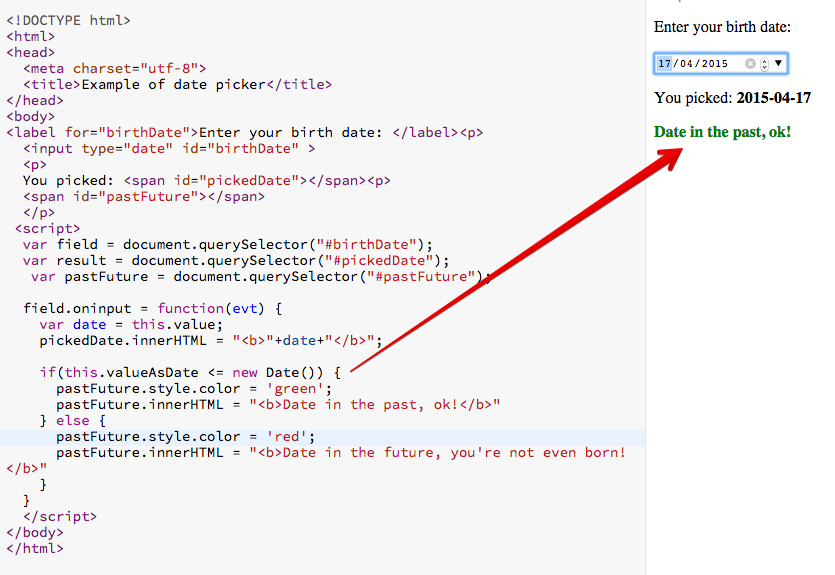 <!DOCTYPE html>
<html>
<head>
  <meta charset="utf-8">
  <title>Example of date picker</title>
</head>
<body>
<label for="birthDate">Enter your birth date: </label><p>
  <input type="date" id="birthDate" >
  <p>
  You picked: <span id="pickedDate"></span><p>
  <span id="pastFuture"></span>
  </p>
 <script>
  var field = document.querySelector("#birthDate");
  var result = document.querySelector("#pickedDate");
   var pastFuture = document.querySelector("#pastFuture");

  field.oninput = function(evt) {
    var date = this.value;
    pickedDate.innerHTML = "<b>"+date+"</b>";

    if(this.valueAsDate <= new Date()) {
      pastFuture.style.color = 'green';
      pastFuture.innerHTML = "<b>Date in the past, ok!</b>"
    } else {
      pastFuture.style.color = 'red';
      pastFuture.innerHTML = "<b>Date in the future, you're not even born!
</b>"
    }
  }
  </script>
</body>
</html>
Enter your birth date:
17/04/2015
You picked: 2015-04-17
Date in the past, ok!